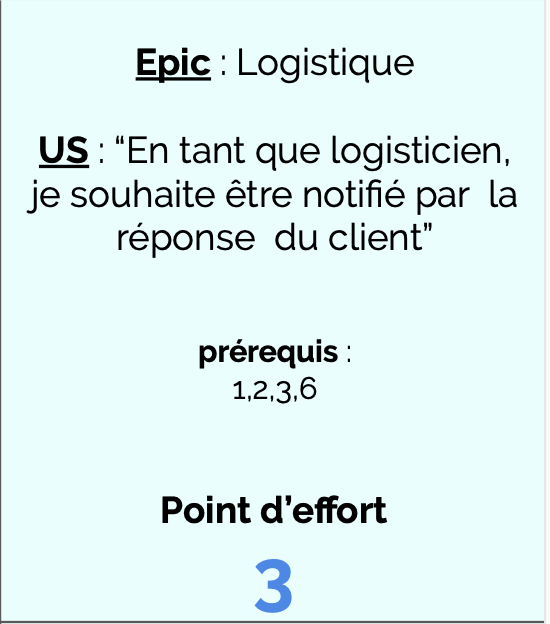 Epic : Logistique
US : “En tant que logisticien,
je souhaite être notifié par  la
réponse  du client”
prérequis :
1,2,3,6
Point d’effort
3